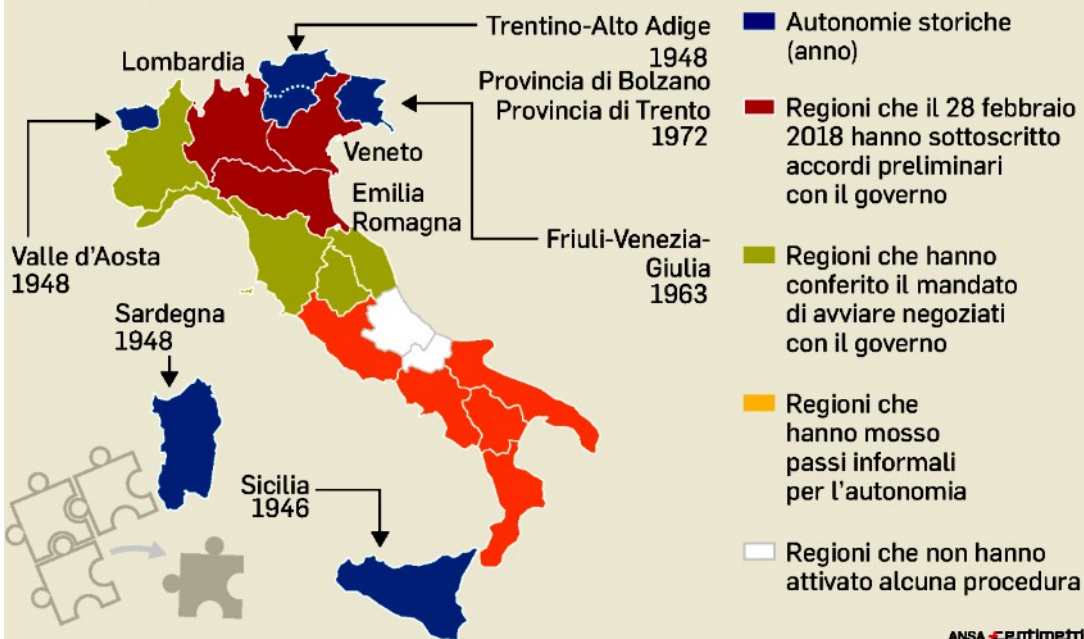 Lombardia
Trentino-Alto Adige
1948
Provincia di Bolzano
Provincia di Trento
1972
Veneto
Emilia
Romagna
Friuli-Venezia-
Giulia
1963
Valle d'Aosta
1948
Sardegna
1948
Sicilia
1946
Autonomie storiche
(anno)
Regioni che il 28 febbraio
2018 hanno sottoscritto
accordi preliminari
con il governo
Regioni che hanno
conferito il mandato
di avviare negoziati
con il governo
Regioni che
hanno mosso
passi informali
per l'autonomia
Regioni che non hanno
attivato alcuna procedura
ANSA centimetri